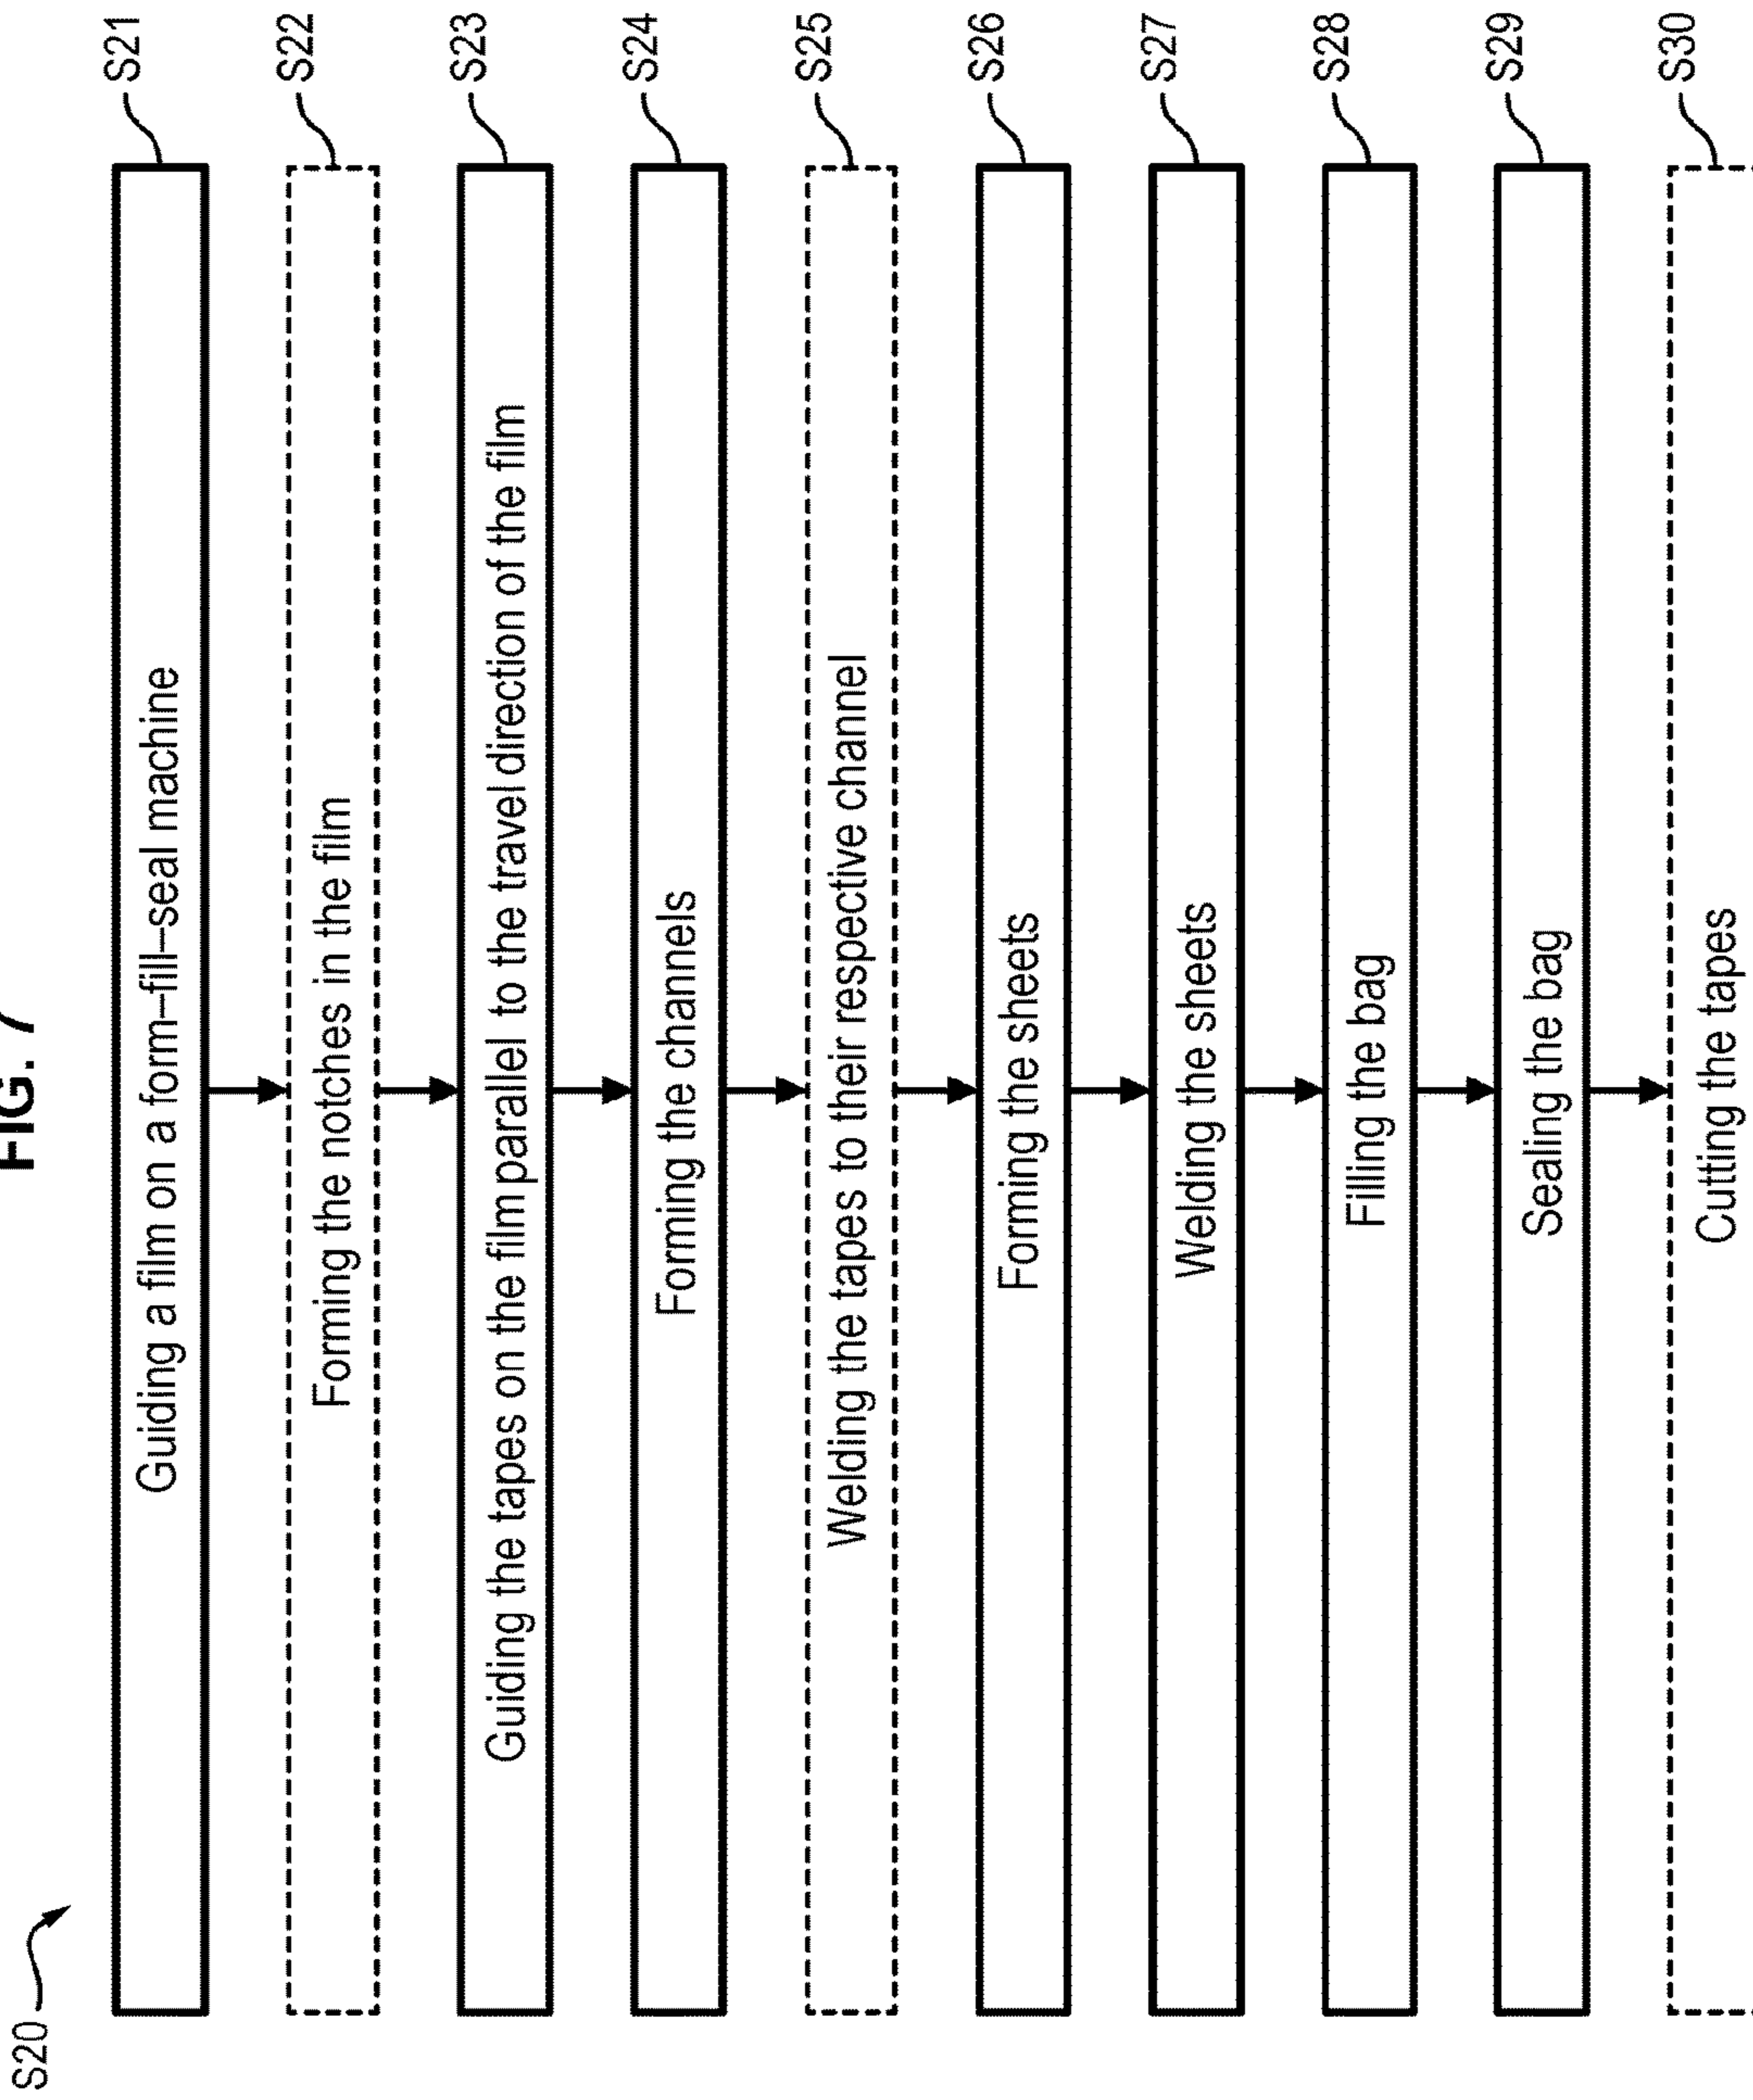 FIG. 7
S20
Guiding a film on a form–fill–seal machine
S21
Forming the notches in the film
S22
Guiding the tapes on the film parallel to the travel direction of the film
S23
Forming the channels
S24
Welding the tapes to their respective channel
S25
Forming the sheets
S26
Welding the sheets
S27
Filling the bag
S28
Sealing the bag
S29
Cutting the tapes
S30